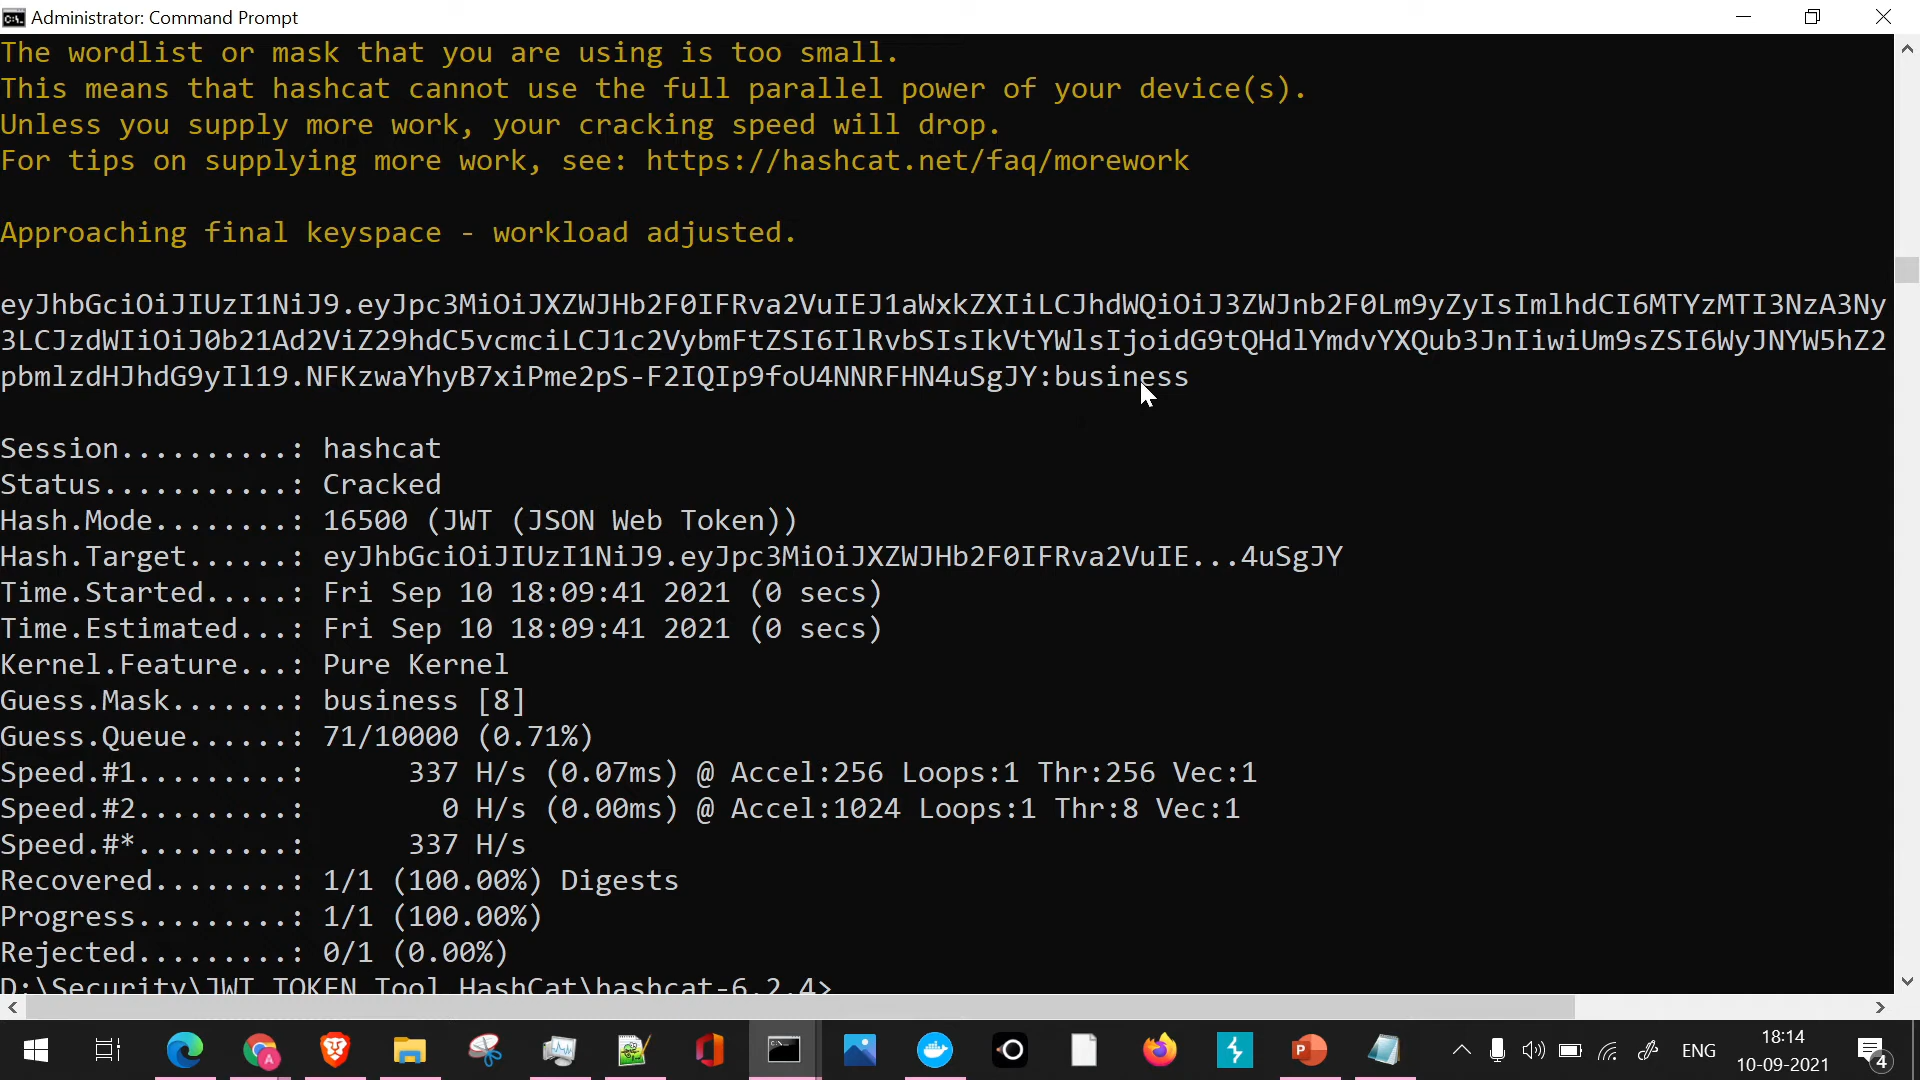 Administrator: Command Prompt
The wordlist or mask that you are using is too small.
This means that hashcat cannot use the full parallel power of your device(s).
Unless you supply more work, your cracking speed will drop.
For tips on supplying more work, see: https://hashcat.net/faq/morework
Approaching final keyspace - workload adjusted.
eyJhbGciOiJIUzI1NiJ9.eyJpc3MiOiJXZWJHb2F0IFRva2VuIEJ1aWxkZXIiLCJhdWQiOiJ3ZWJnb2F0Lm9yZyIsImlhdCI6MTYzMTI3NzA3Ny
3LCJzdWIiOiJ0b21Ad2ViZ29hdC5vcmciLCJ1c2VybmFtZSI6IlRvbSIsIkVtYWlsIjoidG9tQHdlYmdvYXQub3JnIiwiUm9sZSI6WyJNYW5hZ2
pbmlzdHJhdG9yIl19.NFKzwaYhyB7xiPme2pS-F2IQIp9foU4NNRFHN4uSgJY:business
Session..........: hashcat
Status...........: Cracked
Hash.Mode........: 16500 (JWT (JSON Web Token))
Hash.Target......: eyJhbGciOiJIUzI1NiJ9.eyJpc3MiOiJXZWJHb2F0IFRva2VuIE...4uSgJY
Time.Started.....: Fri Sep 10 18:09:41 2021 (0 secs)
Time.Estimated...: Fri Sep 10 18:09:41 2021 (0 secs)
Kernel.Feature...: Pure Kernel
Guess.Mask.......: business [8]
Guess.Queue......: 71/10000 (0.71%)
Speed.#1.........:      337 H/s (0.07ms) @ Accel:256 Loops:1 Thr:256 Vec:1
Speed.#2.........:        0 H/s (0.00ms) @ Accel:1024 Loops:1 Thr:8 Vec:1
Speed.#*.........:      337 H/s
Recovered........: 1/1 (100.00%) Digests
Progress.........: 1/1 (100.00%)
Rejected.........: 0/1 (0.00%)
D:\Security\JWT TOKEN Tool HashCat\hashcat-6.2.4>
ENG
18:14
10-09-2021
4